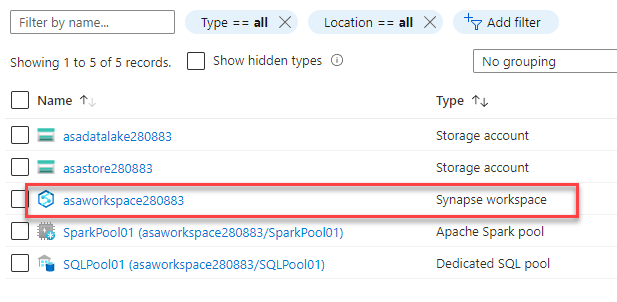 Filter by name...
Type == all
Location == all
Add filter
Showing 1 to 5 of 5 records.
Show hidden types
No grouping
Name
Type
asadatalake280883
Storage account
asastore280883
Storage account
asaworkspace280883
Synapse workspace
SparkPool01 (asaworkspace280883/SparkPool01)
Apache Spark pool
SQLPool01 (asaworkspace280883/SQLPool01)
Dedicated SQL pool